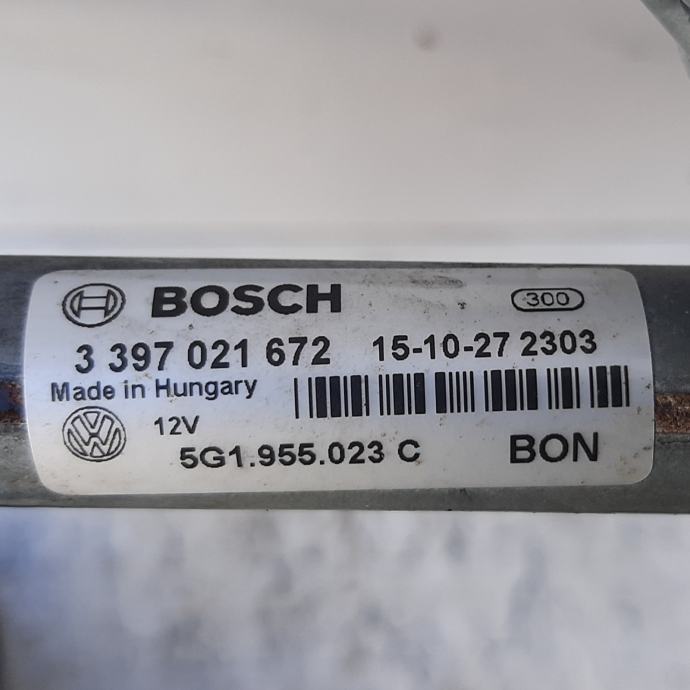 BOSCH 300
3 397 021 672 15-10-27 2303
Made in Hungary
12V
5G1.955.023 C BON